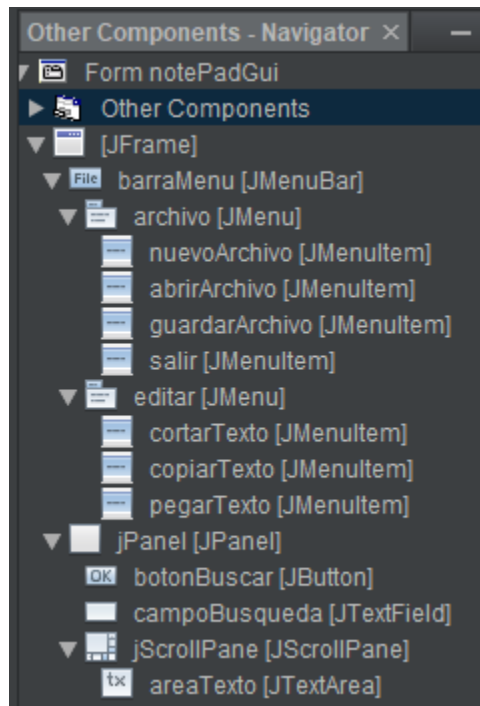 Other Components - Navigator ×
Form notePadGui
Other Components
[JFrame]
File barraMenu [JMenuBar]
archivo [JMenu]
nuevoArchivo [JMenuItem]
abrirArchivo [JMenuItem]
guardarArchivo [JMenuItem]
salir [JMenuItem]
editar [JMenu]
cortarTexto [JMenuItem]
copiarTexto [JMenuItem]
pegarTexto [JMenuItem]
jPanel [JPanel]
OK botonBuscar [JButton]
campoBusqueda [JTextField]
jScrollPane [JScrollPane]
tx areaTexto [JTextArea]